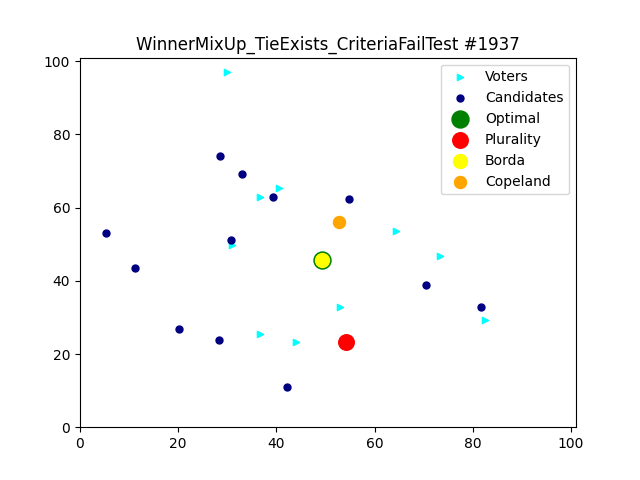 WinnerMixUp_TieExists_CriteriaFailTest #1937
Voters
Candidates
Optimal
Plurality
Borda
Copeland
100
80
60
40
20
0
0 20 40 60 80 100